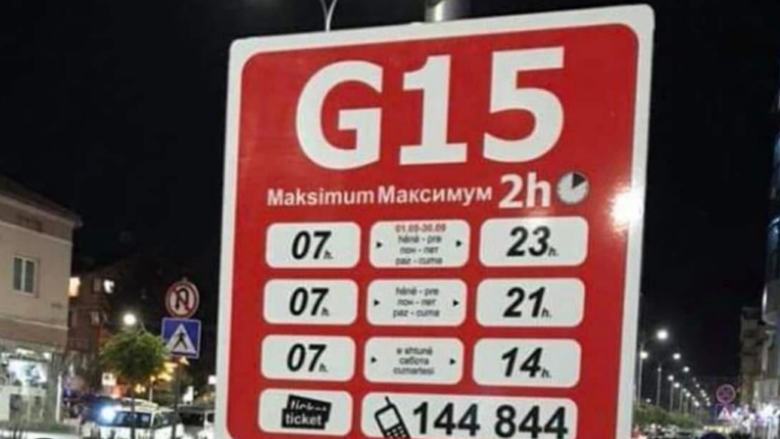 G15
Maksimum Максимум 2h
07h. 01.05-30.09 23h.
hënë - pre
пон - пет
paz - cuma
07h. hënë - pre 21h.
пон - пет
paz - cuma
07h. e shtunë 14h.
сабота
cumartesi
ticket 144 844
ticket